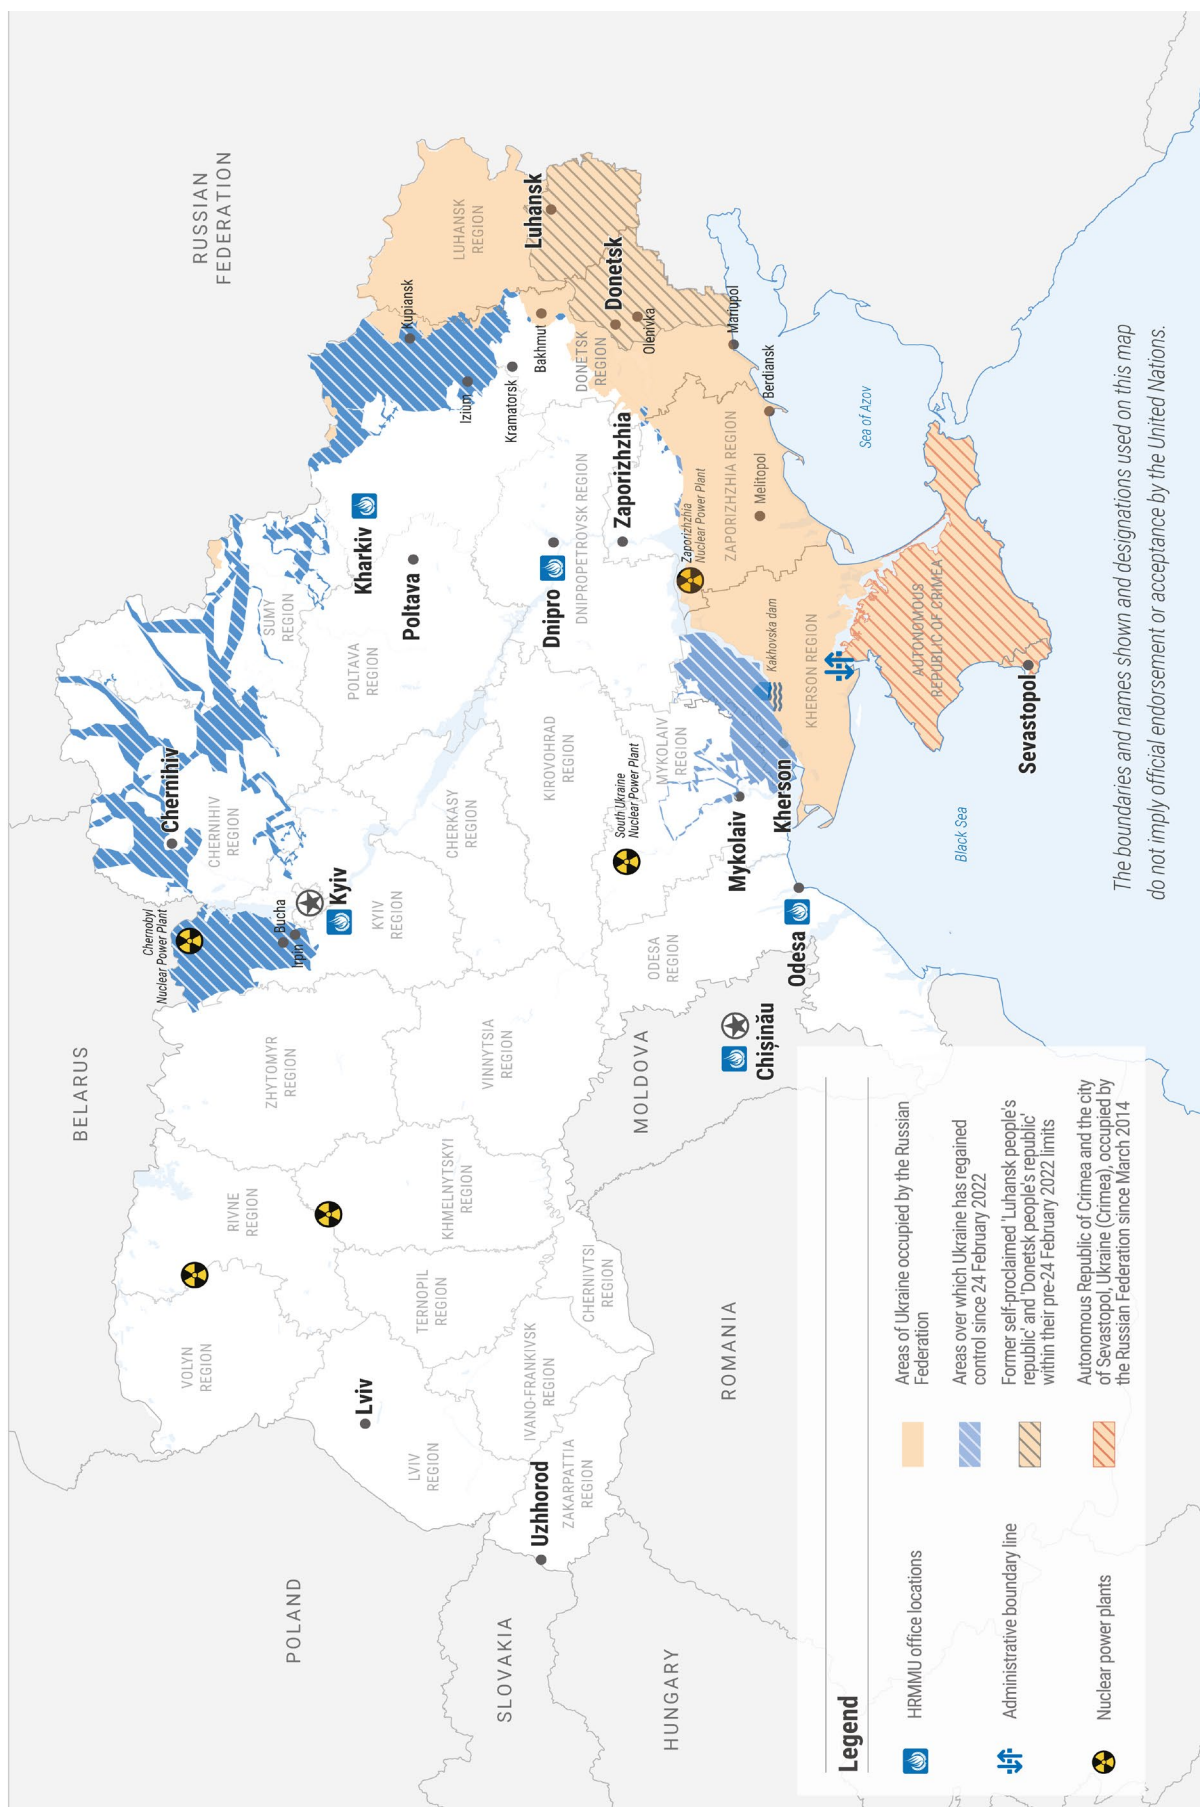 RUSSIAN
FEDERATION
BELARUS
POLAND
SLOVAKIA
HUNGARY
ROMANIA
MOLDOVA
Chernobyl
Nuclear Power Plant
Chernihiv
CHERNIHIV
REGION
SUMY
REGION
VOLYN
REGION
RIVNE
REGION
ZHYTOMYR
REGION
Bucha
Irpin
Kyiv
KYIV
REGION
Kharkiv
Poltava
POLTAVA
REGION
Kupiansk
LUHANSK
REGION
Izium
Kramatorsk
Bakhmut
Luhansk
Lviv
LVIV
REGION
TERNOPIL
REGION
KHMELNYTSKYI
REGION
VINNYTSIA
REGION
CHERKASY
REGION
Uzhhorod
ZAKARPATTIA
REGION
IVANO-FRANKIVSK
REGION
CHERNIVTSI
REGION
KIROVOHRAD
REGION
Dnipro
DNIPROPETROVSK REGION
DONETSK
REGION
Donetsk
Olenivka
Zaporizhzhia
Zaporizhzhia
Nuclear Power Plant
ZAPORIZHZHIA REGION
Mariupol
Berdiansk
Melitopol
South Ukraine
Nuclear Power Plant
MYKOLAIV
REGION
ODESA
REGION
Mykolaiv
Kherson
Kakhovska dam
KHERSON REGION
Odesa
Chișinău
Sea of Azov
AUTONOMOUS
REPUBLIC OF CRIMEA
Sevastopol
Black Sea
Legend
HRMMU office locations
Administrative boundary line
Nuclear power plants
Areas of Ukraine occupied by the Russian
Federation
Areas over which Ukraine has regained
control since 24 February 2022
Former self-proclaimed 'Luhansk people's
republic' and 'Donetsk people's republic'
within their pre-24 February 2022 limits
Autonomous Republic of Crimea and the city
of Sevastopol, Ukraine (Crimea), occupied by
the Russian Federation since March 2014
The boundaries and names shown and designations used on this map
do not imply official endorsement or acceptance by the United Nations.